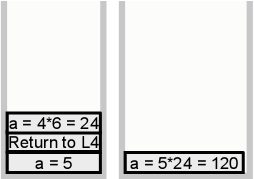 a = 4*6 = 24
Return to L4
a = 5
a = 5*24 = 120